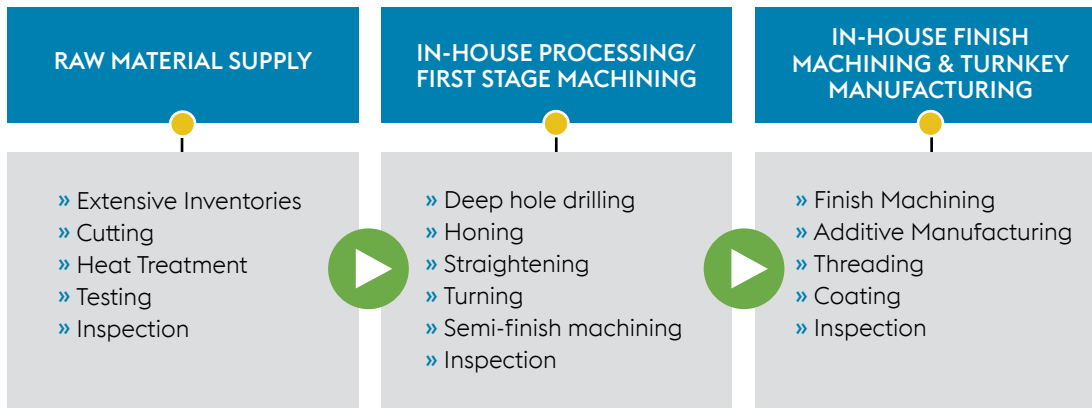 RAW MATERIAL SUPPLY
» Extensive Inventories
» Cutting
» Heat Treatment
» Testing
» Inspection
IN-HOUSE PROCESSING/
FIRST STAGE MACHINING
» Deep hole drilling
» Honing
» Straightening
» Turning
» Semi-finish machining
» Inspection
IN-HOUSE FINISH
MACHINING & TURNKEY
MANUFACTURING
» Finish Machining
» Additive Manufacturing
» Threading
» Coating
» Inspection